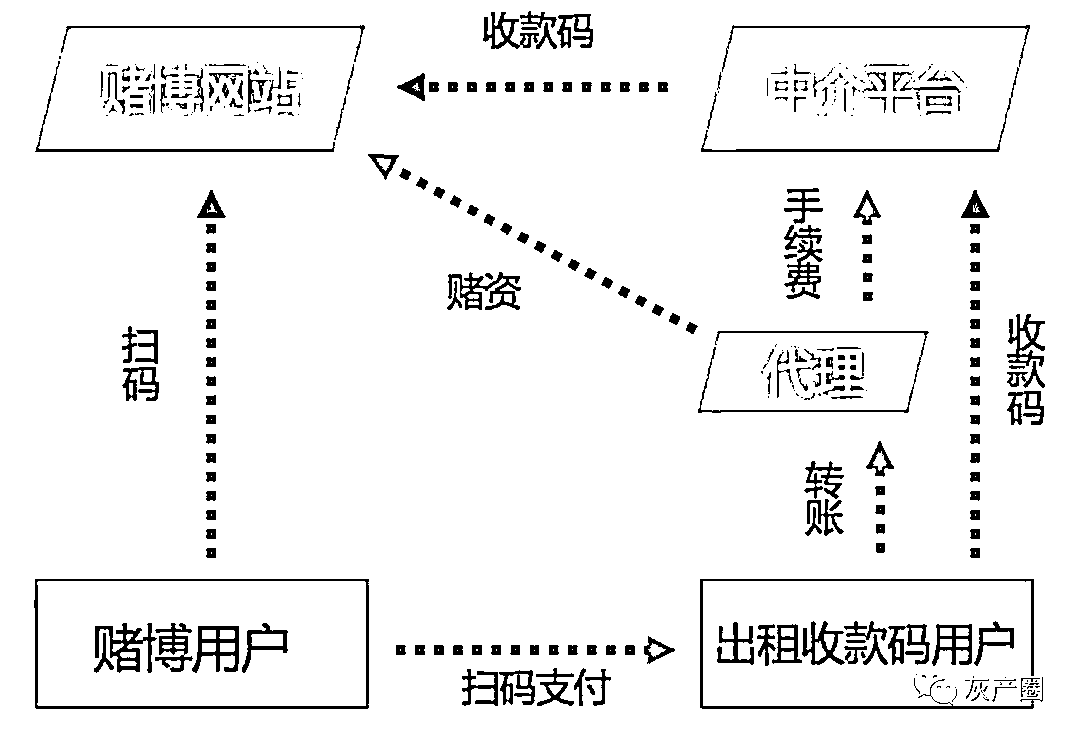 收款码
赌博网站
中介平台
手续费
赌资
扫码
收款码
代理
转账
赌博用户
出租收款码用户
扫码支付
灰产圈